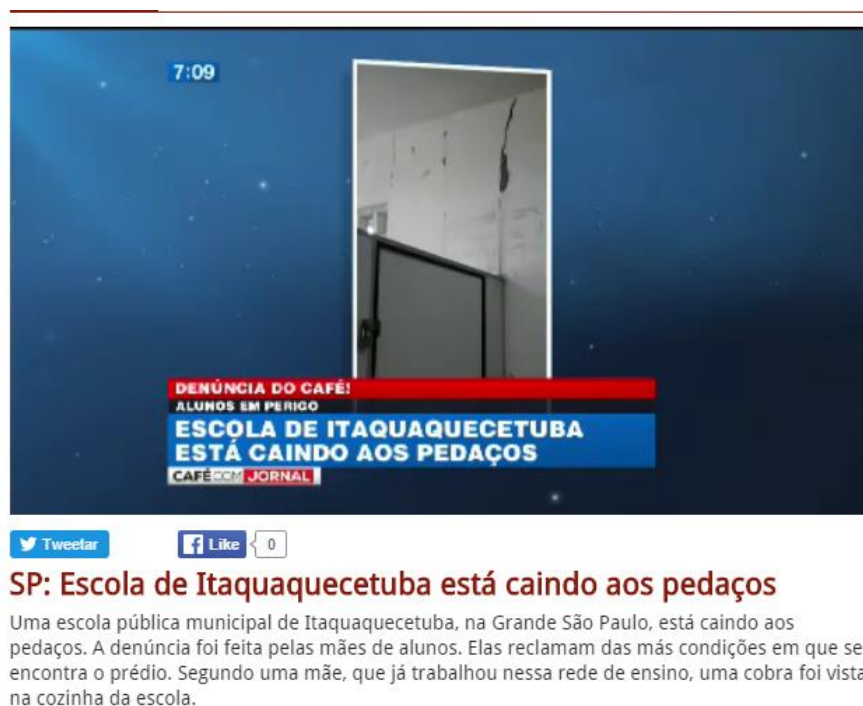 7:09
DENÚNCIA DO CAFÉ!
ALUNOS EM PERIGO
ESCOLA DE ITAQUAQUECETUBA
ESTÁ CAINDO AOS PEDAÇOS
CAFÉ COM JORNAL
Tweetar
Like 0
SP: Escola de Itaquaquecetuba está caindo aos pedaços
Uma escola pública municipal de Itaquaquecetuba, na Grande São Paulo, está caindo aos
pedaços. A denúncia foi feita pelas mães de alunos. Elas reclamam das más condições em que se
encontra o prédio. Segundo uma mãe, que já trabalhou nessa rede de ensino, uma cobra foi vista
na cozinha da escola.